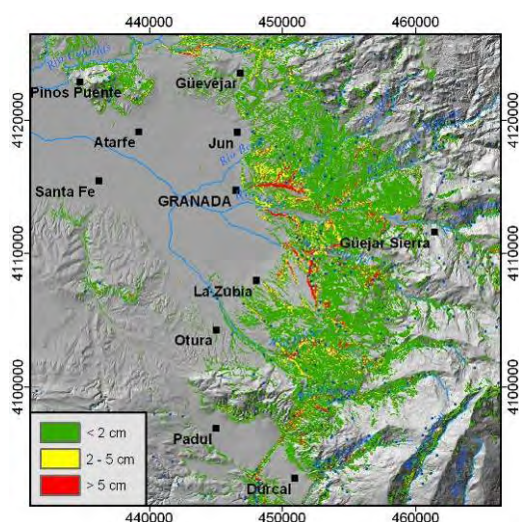 440000 450000 460000
4120000 4110000 4100000
Pinos Puente
Güevéjar
Atarfe
Jun
Santa Fe
GRANADA
Güejar Sierra
La Zubia
Otura
Padul
Dúrcal
< 2 cm
2 - 5 cm
> 5 cm
4120000 4110000 4100000
440000 450000 460000